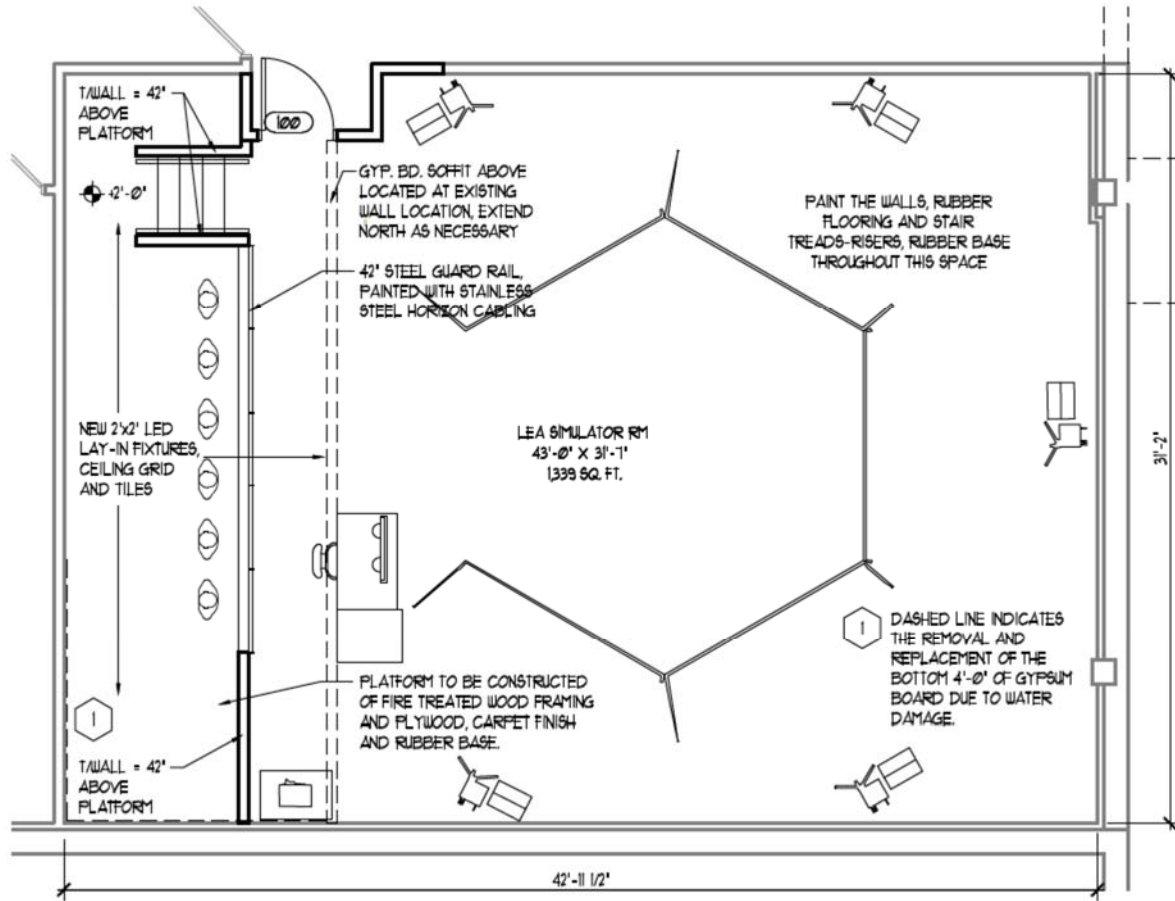 T/WALL = 42"
ABOVE
PLATFORM
100
+2'-0"
GYP. BD. SOFFIT ABOVE
LOCATED AT EXISTING
WALL LOCATION, EXTEND
NORTH AS NECESSARY
42" STEEL GUARD RAIL,
PAINTED WITH STAINLESS
STEEL HORIZON CABLING
PAINT THE WALLS, RUBBER
FLOORING AND STAIR
TREADS-RISERS, RUBBER BASE
THROUGHOUT THIS SPACE
NEW 2'x2' LED
LAY-IN FIXTURES,
CEILING GRID
AND TILES
LEA SIMULATOR RM
43'-0" X 31'-7"
1,339 SQ. FT.
31'-2"
1
DASHED LINE INDICATES
THE REMOVAL AND
REPLACEMENT OF THE
BOTTOM 4'-0" OF GYPSUM
BOARD DUE TO WATER
DAMAGE.
PLATFORM TO BE CONSTRUCTED
OF FIRE TREATED WOOD FRAMING
AND PLYWOOD, CARPET FINISH
AND RUBBER BASE.
1
T/WALL = 42"
ABOVE
PLATFORM
42'-11 1/2"